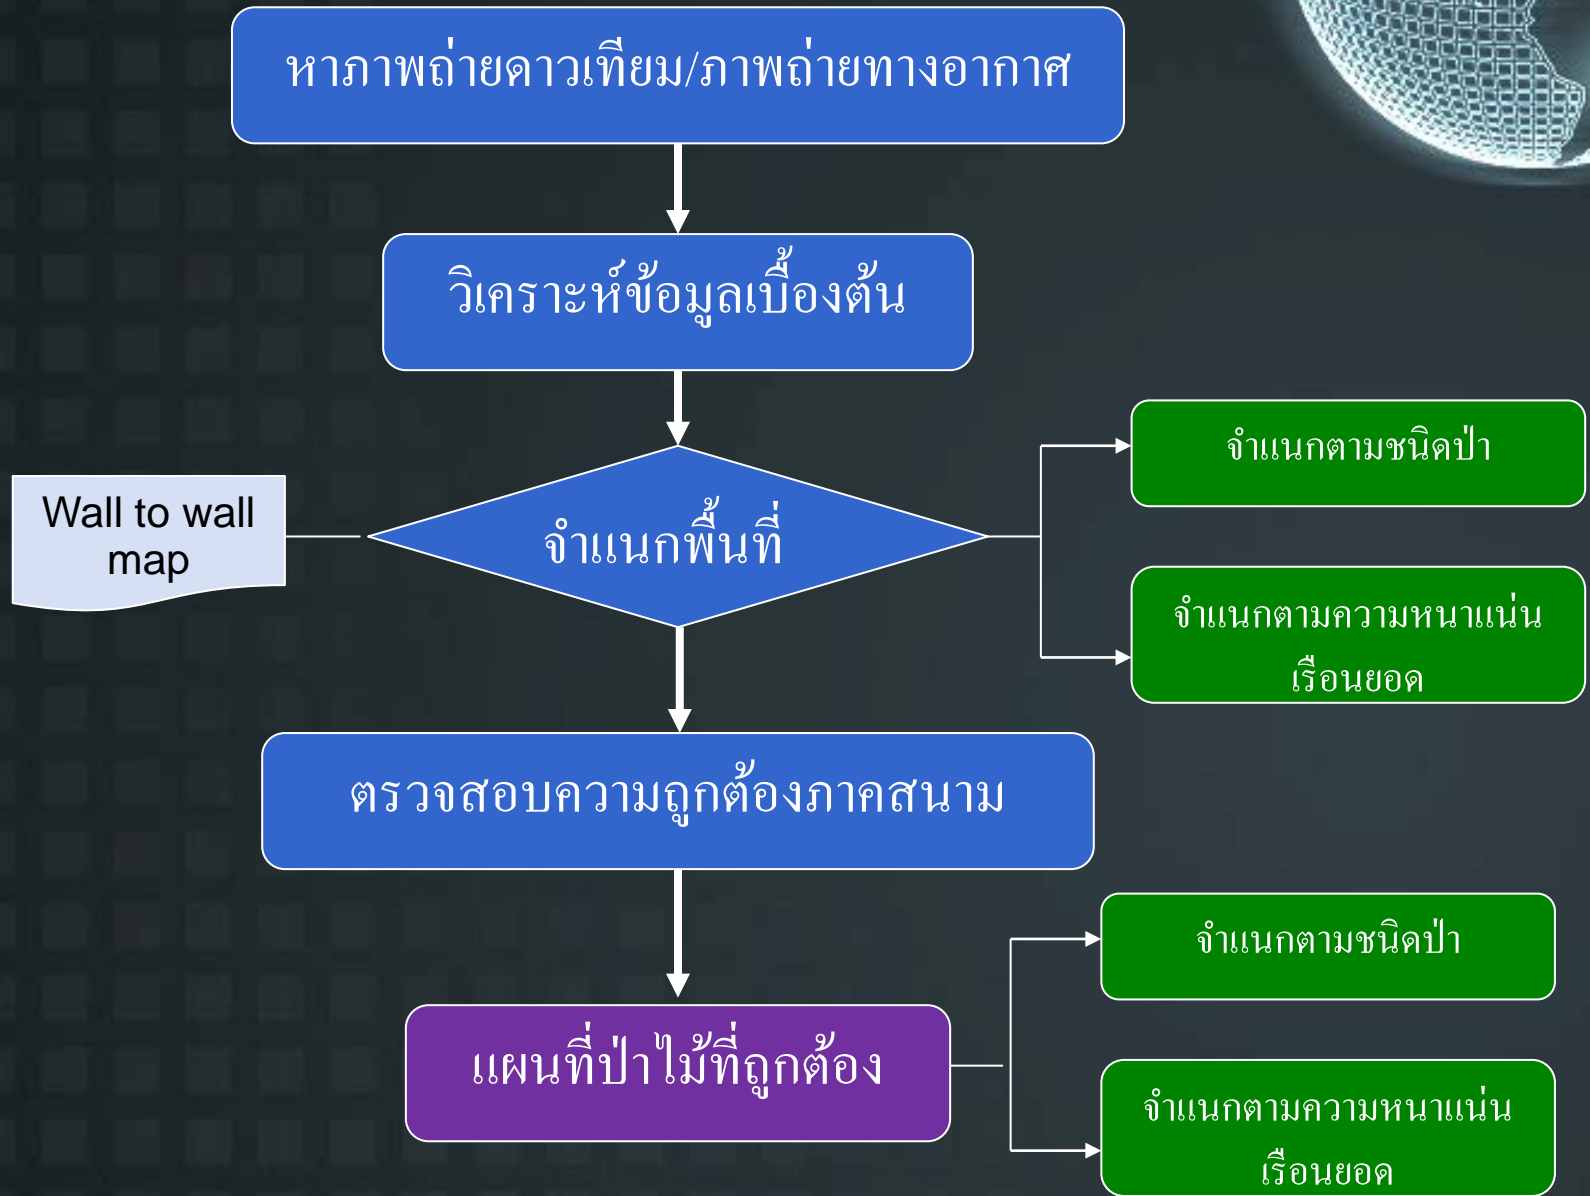 หาภาพถ่ายดาวเทียม/ภาพถ่ายทางอากาศ
วิเคราะห์ข้อมูลเบื้องต้น
จำแนกตามชนิดป่า
Wall to wall
map
จำแนกพื้นที่
จำแนกตามความหนาแน่น
เรือนยอด
ตรวจสอบความถูกต้องภาคสนาม
จำแนกตามชนิดป่า
แผนที่ป่าไม้ที่ถูกต้อง
จำแนกตามความหนาแน่น
เรือนยอด